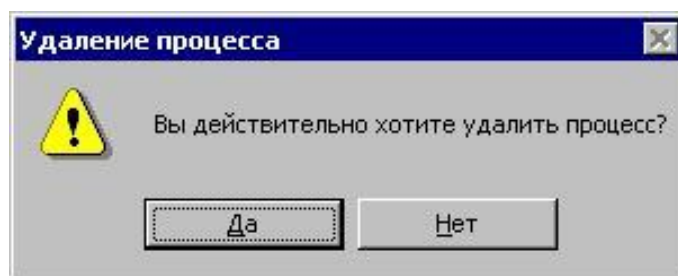 Удаление процесса
Вы действительно хотите удалить процесс?
Да
Нет